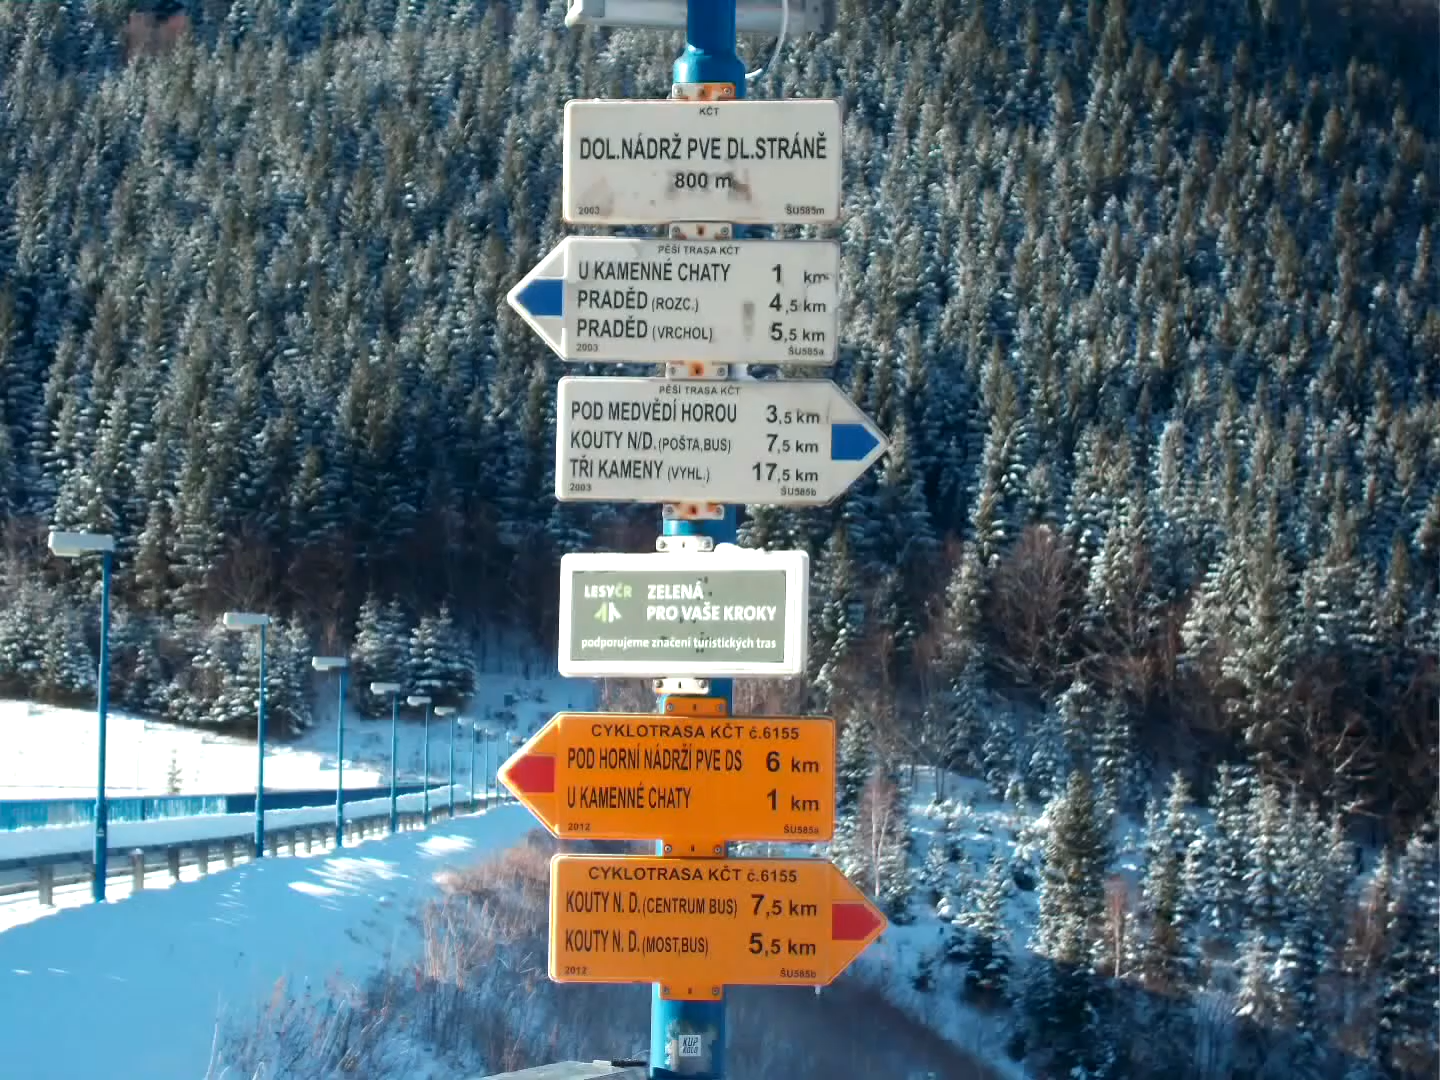 KČT
DOL.NÁDRŽ PVE DL.STRÁNĚ
800 m
2003 ŠU585m
PĚŠÍ TRASA KČT
U KAMENNÉ CHATY 1 km
PRADĚD (ROZC.) 4,5 km
PRADĚD (VRCHOL) 5,5 km
2003 ŠU585a
PĚŠÍ TRASA KČT
POD MEDVĚDÍ HOROU 3,5 km
KOUTY N/D.(POŠTA,BUS) 7,5 km
TŘI KAMENY (VYHL.) 17,5 km
2003 ŠU585b
LESYČR ZELENÁ
PRO VAŠE KROKY
podporujeme značení turistických tras
CYKLOTRASA KČT č.6155
POD HORNÍ NÁDRŽÍ PVE DS 6 km
U KAMENNÉ CHATY 1 km
2012 ŠU585a
CYKLOTRASA KČT č.6155
KOUTY N. D.(CENTRUM BUS) 7,5 km
KOUTY N. D.(MOST,BUS) 5,5 km
2012 ŠU585b
KUP
KOLO